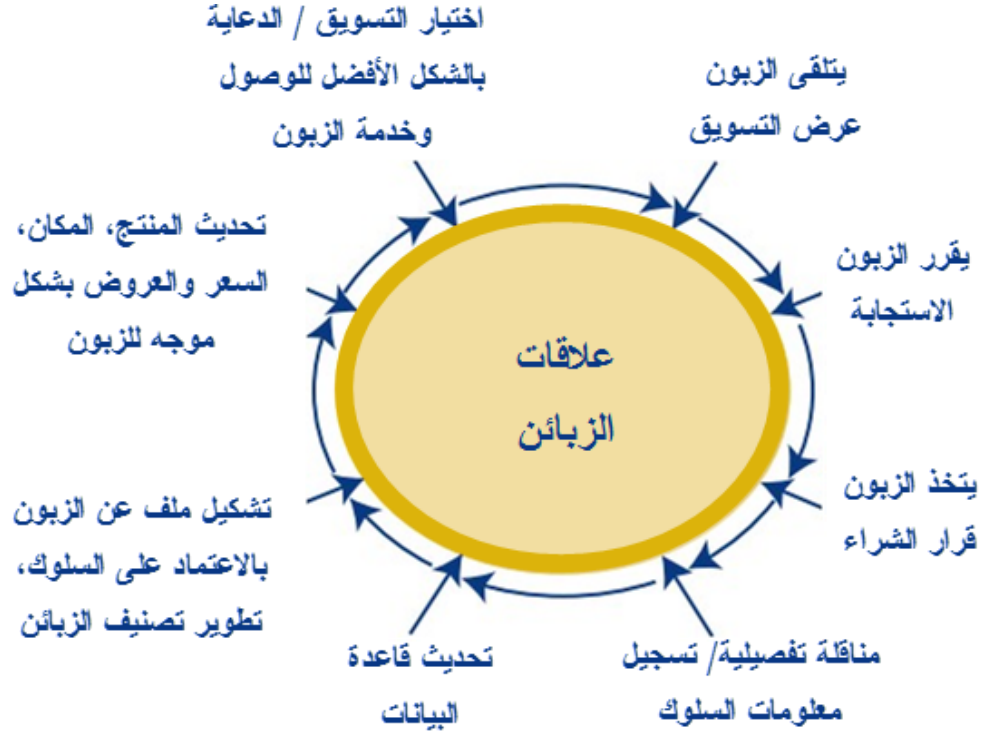 اختيار التسويق / الدعاية
بالشكل الأفضل للوصول
وخدمة الزبون
يتلقى الزبون
عرض التسويق
يقرر الزبون
الاستجابة
يتخذ الزبون
قرار الشراء
مناقلة تفصيلية/ تسجيل
معلومات السلوك
تحديث قاعدة
البيانات
تشكيل ملف عن الزبون
بالاعتماد على السلوك،
تطوير تصنيف الزبائن
تحديث المنتج، المكان،
السعر والعروض بشكل
موجه للزبون
علاقات
الزبائن